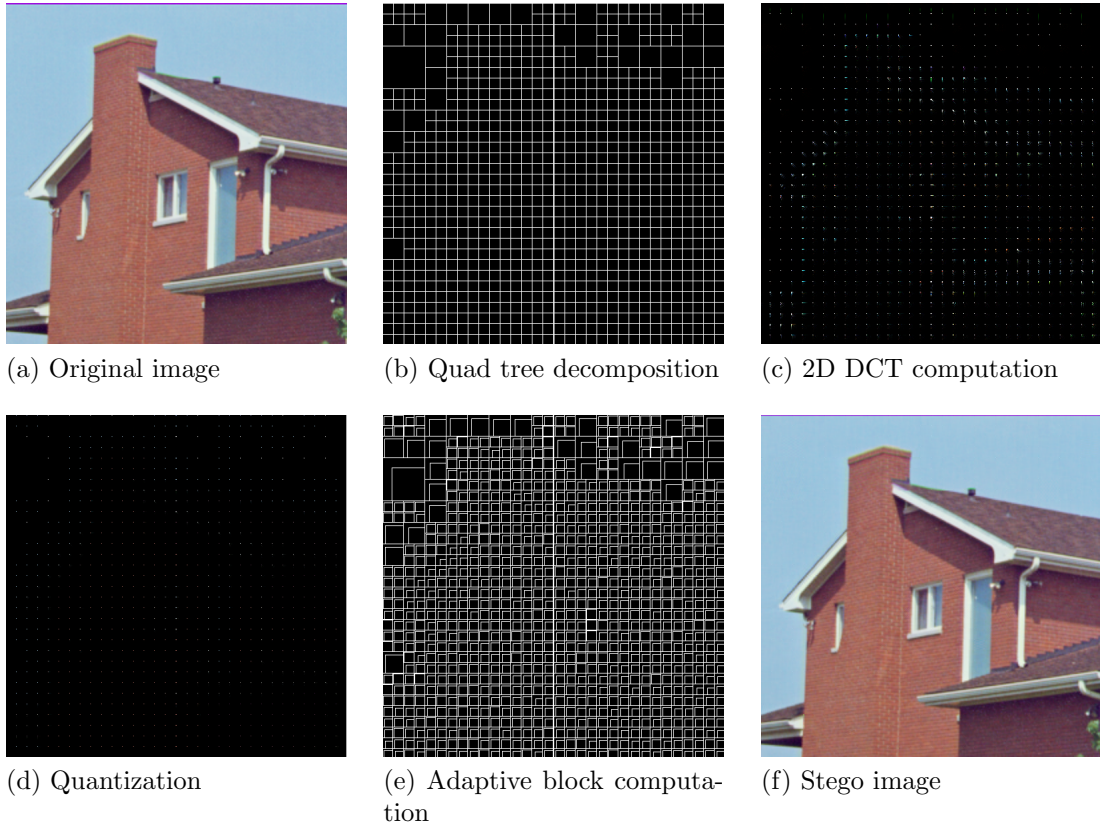 (a) Original image
(b) Quad tree decomposition
(c) 2D DCT computation
(d) Quantization
(e) Adaptive block computa-
tion
(f) Stego image